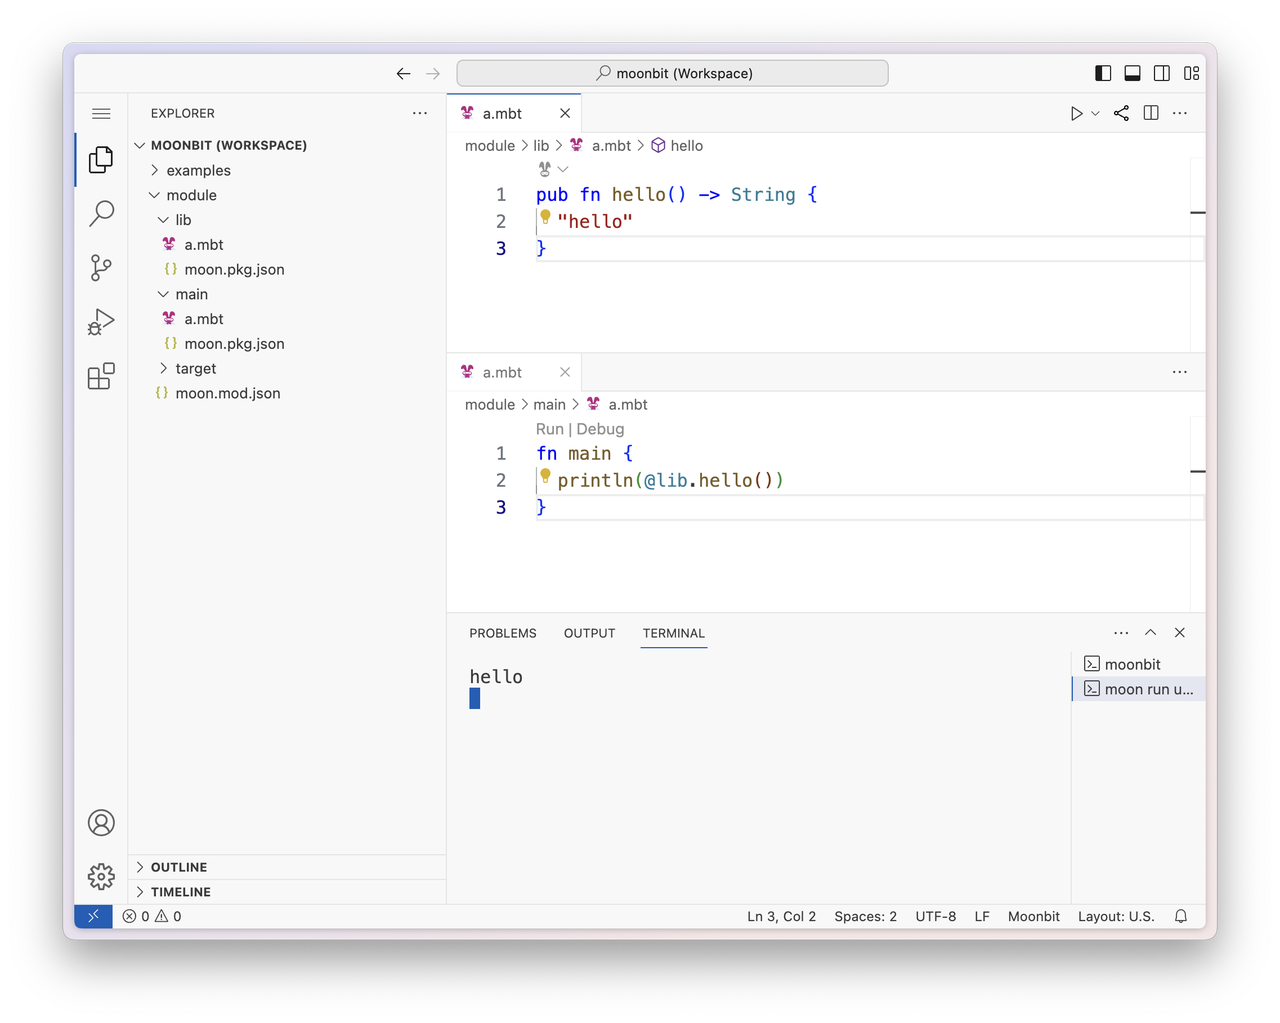 moonbit (Workspace)
EXPLORER
MOONBIT (WORKSPACE)
examples
module
lib
a.mbt
moon.pkg.json
main
a.mbt
moon.pkg.json
target
moon.mod.json
OUTLINE
TIMELINE
a.mbt
module > lib > a.mbt > hello
1 pub fn hello() -> String {
2 "hello"
3 }
a.mbt
module > main > a.mbt
Run | Debug
1 fn main {
2 println(@lib.hello())
3 }
PROBLEMS OUTPUT TERMINAL
hello
moonbit
moon run u...
0 0 Ln 3, Col 2 Spaces: 2 UTF-8 LF Moonbit Layout: U.S.